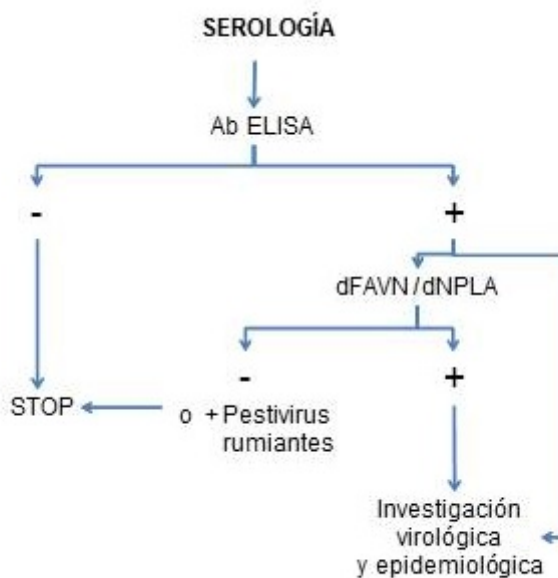 SEROLOGÍA
Ab ELISA
- +
dFAVN/dNPLA
- +
STOP
o + Pestivirus
rumiantes
Investigación
virológica
y epidemiológica